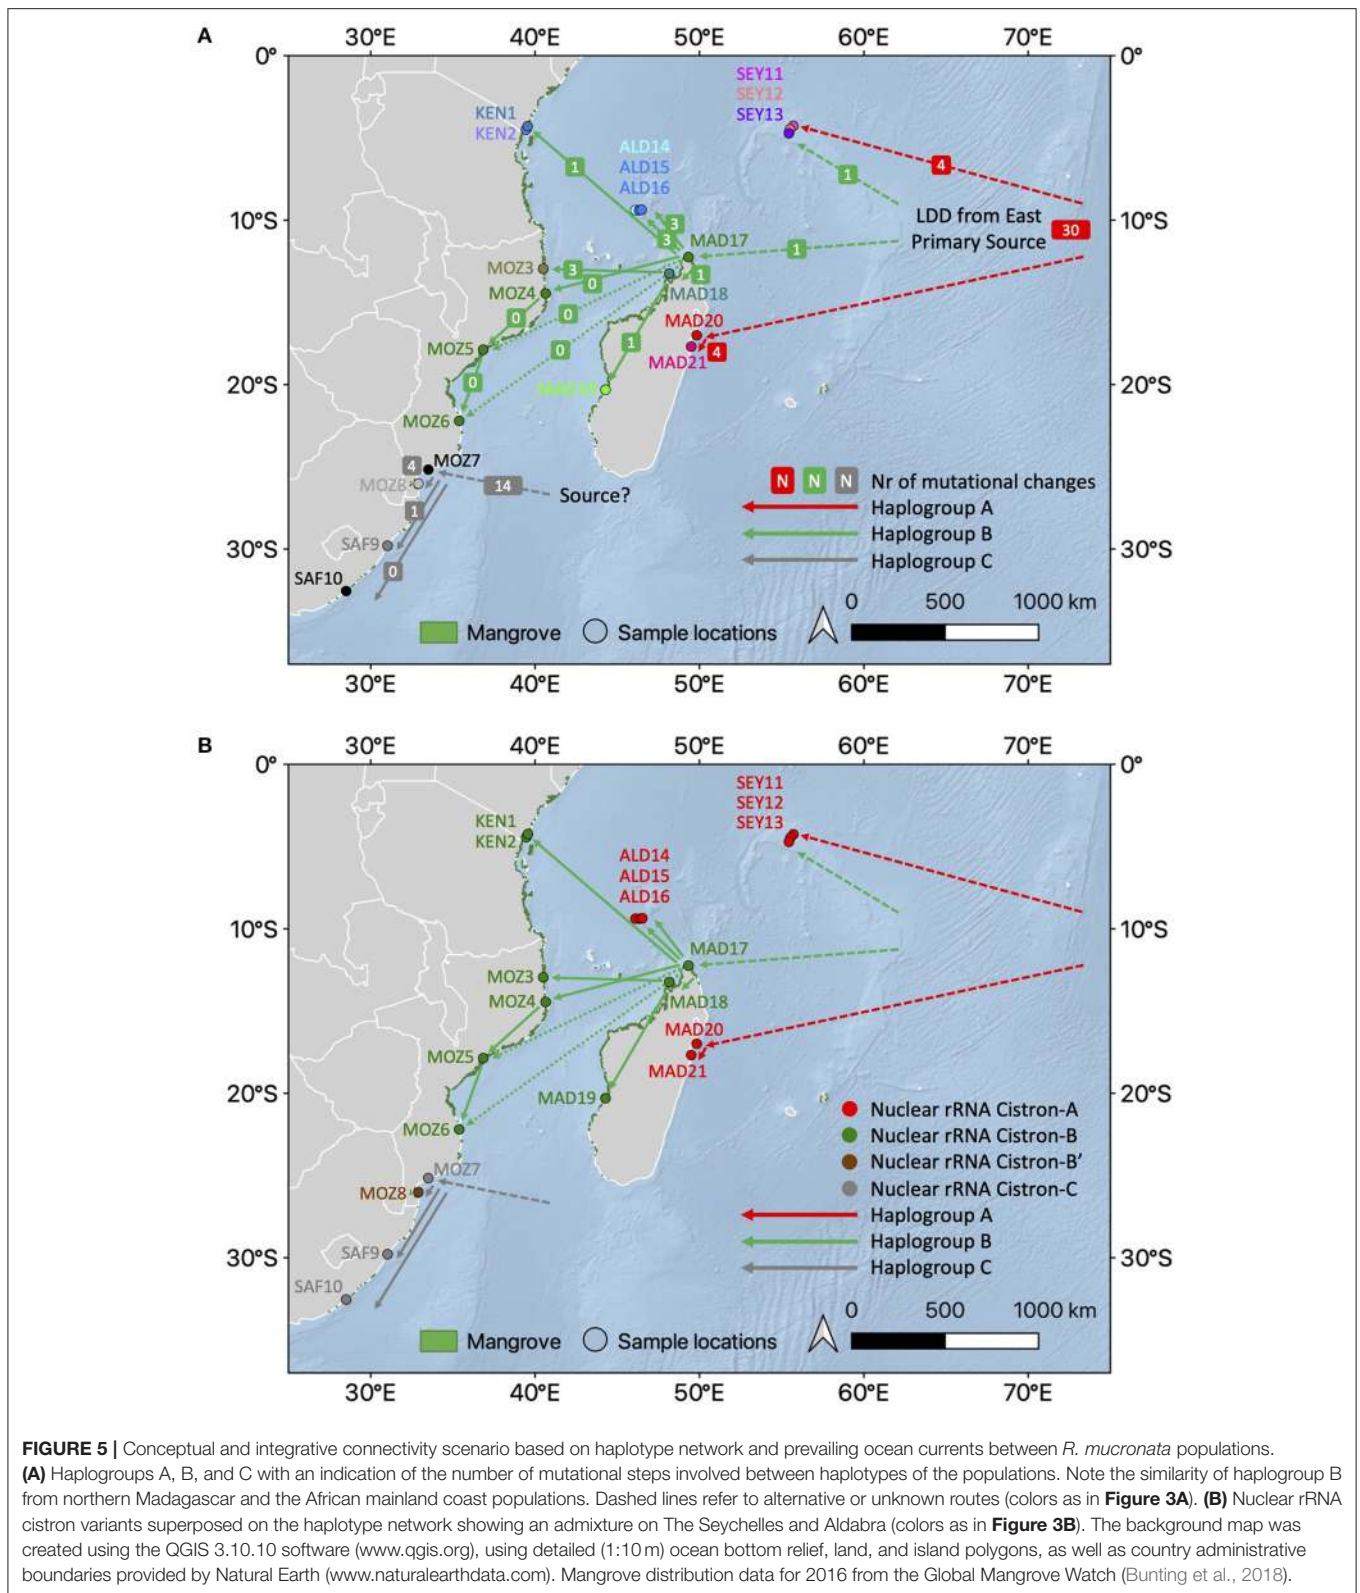 A
30°E 40°E 50°E 60°E 70°E
0° 0°
SEY11
SEY12
SEY13
KEN1
KEN2
ALD14
ALD15
ALD16
1
4
1
10°S 10°S
LDD from East
Primary Source
30
3
3
MAD17
1
MOZ3
3
0
1
MAD18
MOZ4
0
0
MAD20
MOZ5
0
1
MAD21
4
20°S 20°S
0
MAD19
MOZ6
4
MOZ7
MOZ8
14
Source?
1
N N N Nr of mutational changes
Haplogroup A
Haplogroup B
Haplogroup C
30°S 30°S
SAF9
SAF10
0
0 500 1000 km
Mangrove Sample locations
30°E 40°E 50°E 60°E 70°E
B
30°E 40°E 50°E 60°E 70°E
0° 0°
SEY11
SEY12
SEY13
KEN1
KEN2
ALD14
ALD15
ALD16
10°S 10°S
MAD17
MOZ3
MOZ4
MAD18
MAD20
MOZ5
MAD21
20°S 20°S
MAD19
MOZ6
Nuclear rRNA Cistron-A
Nuclear rRNA Cistron-B
Nuclear rRNA Cistron-B′
Nuclear rRNA Cistron-C
MOZ7
MOZ8
Haplogroup A
Haplogroup B
Haplogroup C
30°S 30°S
SAF9
SAF10
0 500 1000 km
Mangrove Sample locations
30°E 40°E 50°E 60°E 70°E
FIGURE 5 | Conceptual and integrative connectivity scenario based on haplotype network and prevailing ocean currents between R. mucronata populations.
(A) Haplogroups A, B, and C with an indication of the number of mutational steps involved between haplotypes of the populations. Note the similarity of haplogroup B
from northern Madagascar and the African mainland coast populations. Dashed lines refer to alternative or unknown routes (colors as in Figure 3A). (B) Nuclear rRNA
cistron variants superposed on the haplotype network showing an admixture on The Seychelles and Aldabra (colors as in Figure 3B). The background map was
created using the QGIS 3.10.10 software (www.qgis.org), using detailed (1:10 m) ocean bottom relief, land, and island polygons, as well as country administrative
boundaries provided by Natural Earth (www.naturalearthdata.com). Mangrove distribution data for 2016 from the Global Mangrove Watch (Bunting et al., 2018).